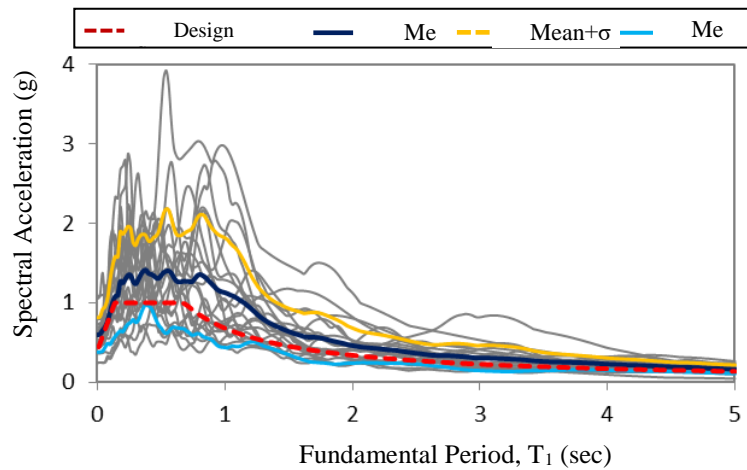 Design Me Mean+σ Me
4
3
2
1
0
Spectral Acceleration (g)
0 1 2 3 4 5
Fundamental Period, T₁ (sec)